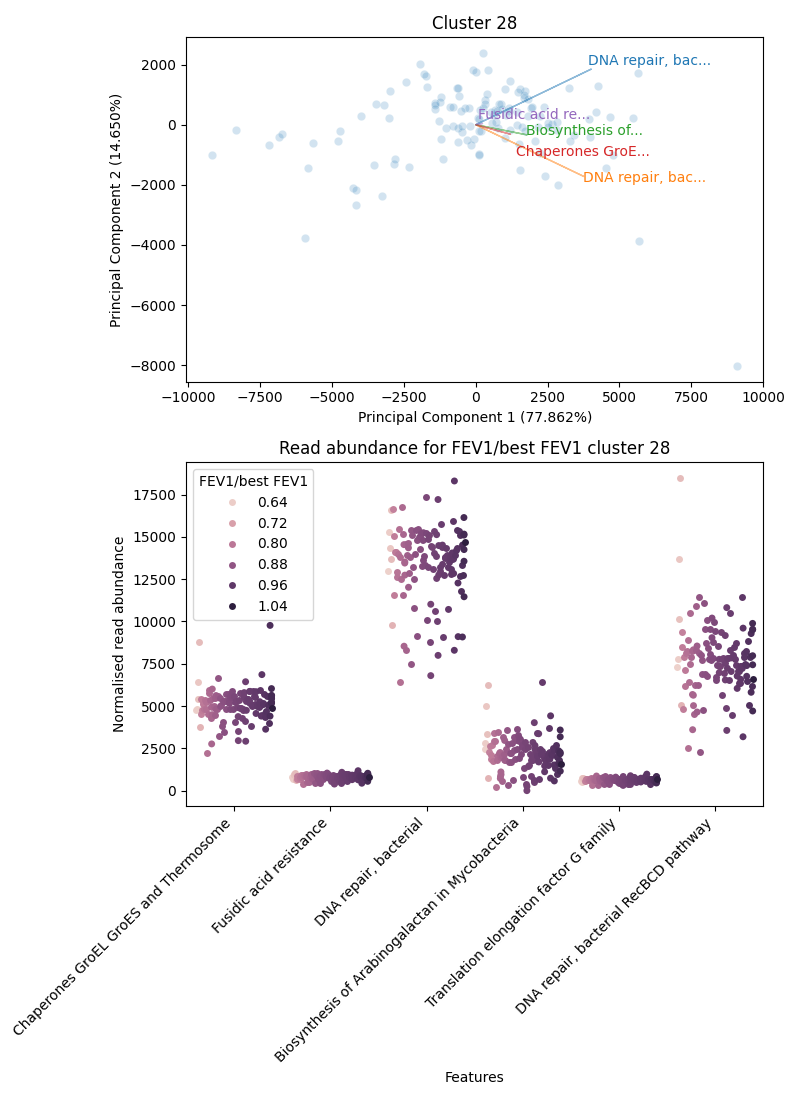 Cluster 28
Principal Component 2 (14.650%)
2000
0
−2000
−4000
−6000
−8000
DNA repair, bac...
Fusidic acid re...
Biosynthesis of...
Chaperones GroE...
DNA repair, bac...
−10000 −7500 −5000 −2500 0 2500 5000 7500 10000
Principal Component 1 (77.862%)
Read abundance for FEV1/best FEV1 cluster 28
Normalised read abundance
17500
15000
12500
10000
7500
5000
2500
0
FEV1/best FEV1
0.64
0.72
0.80
0.88
0.96
1.04
Chaperones GroEL GroES and Thermosome
Fusidic acid resistance
DNA repair, bacterial
Biosynthesis of Arabinogalactan in Mycobacteria
Translation elongation factor G family
DNA repair, bacterial RecBCD pathway
Features